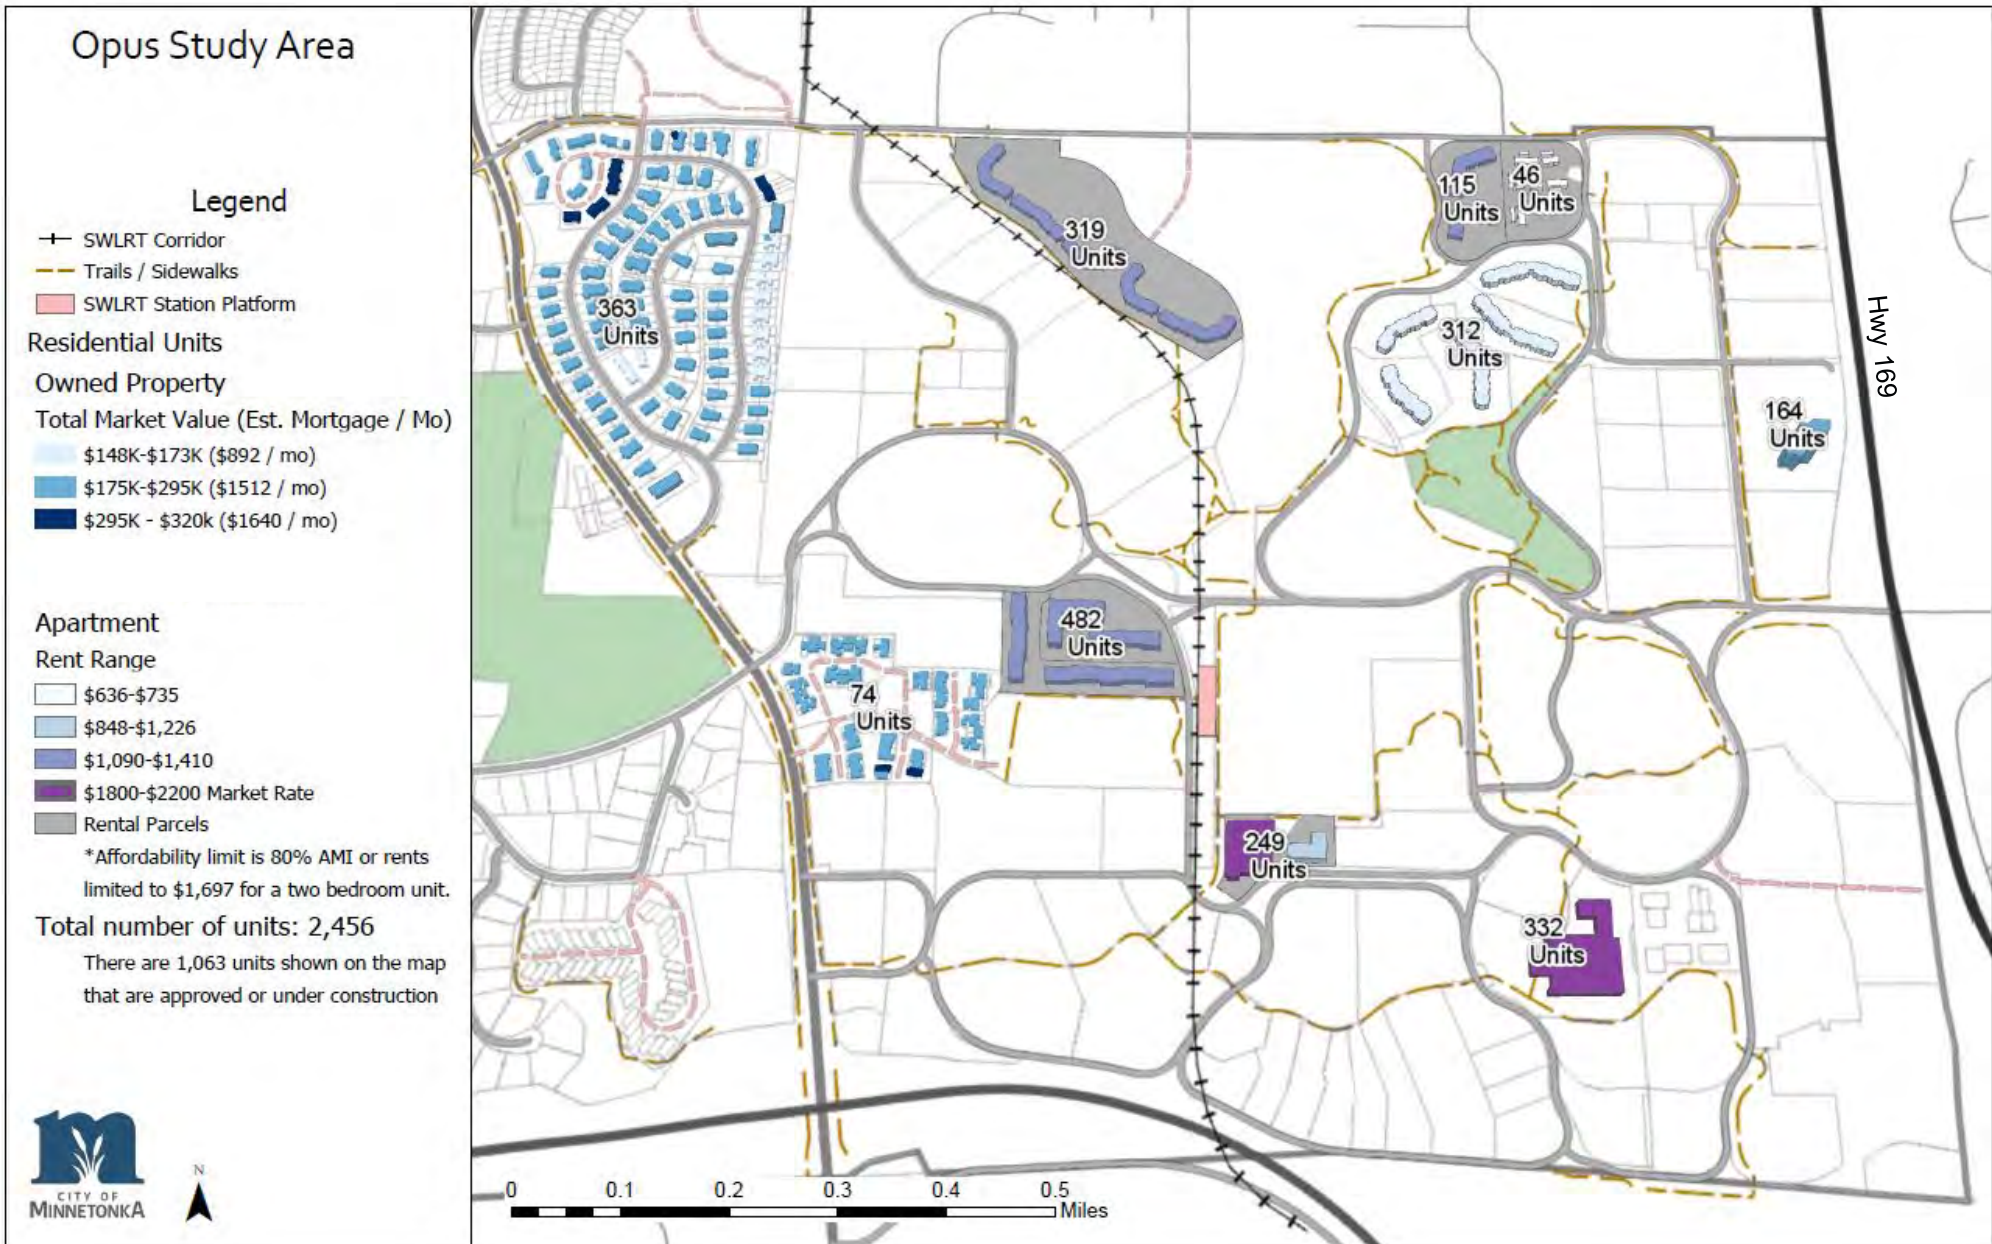 Opus Study Area
Legend
SWLRT Corridor
Trails / Sidewalks
SWLRT Station Platform
Residential Units
Owned Property
Total Market Value (Est. Mortgage / Mo)
$148K-$173K ($892 / mo)
$175K-$295K ($1512 / mo)
$295K - $320k ($1640 / mo)
Apartment
Rent Range
$636-$735
$848-$1,226
$1,090-$1,410
$1800-$2200 Market Rate
Rental Parcels
*Affordability limit is 80% AMI or rents
limited to $1,697 for a two bedroom unit.
Total number of units: 2,456
There are 1,063 units shown on the map
that are approved or under construction
CITY OF
MINNETONKA
N
363
Units
319
Units
115
Units
46
Units
312
Units
164
Units
Hwy 169
482
Units
74
Units
249
Units
332
Units
0 0.1 0.2 0.3 0.4 0.5
Miles